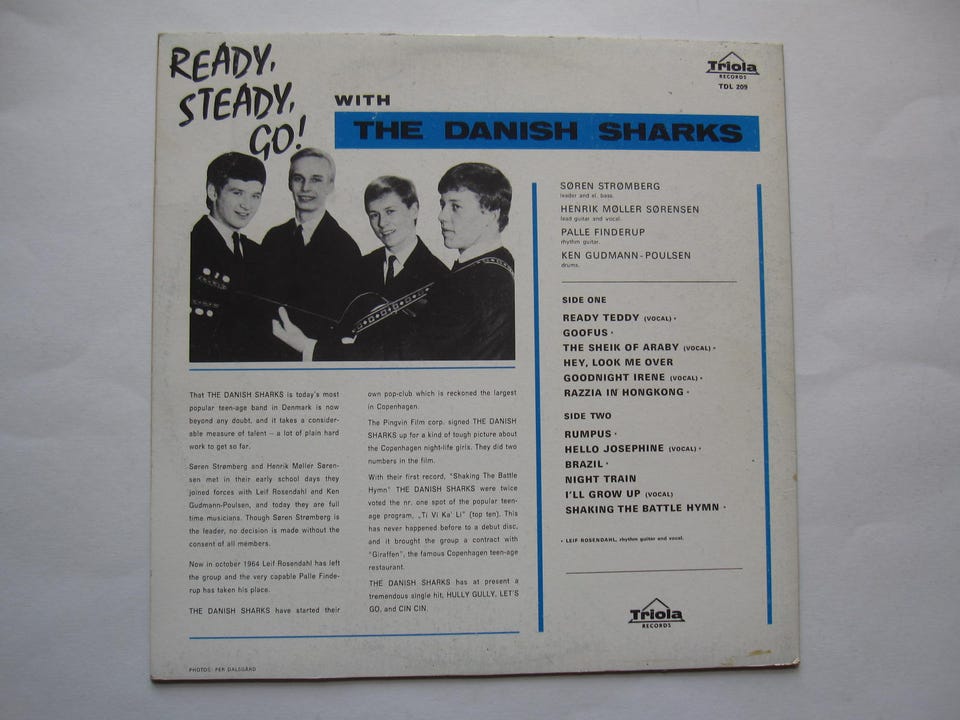 READY,
STEADY,
GO!
WITH
THE DANISH SHARKS
Triola
RECORDS
TDL 209
SØREN STRØMBERG
leader and el. bass.
HENRIK MØLLER SØRENSEN
lead guitar and vocal.
PALLE FINDERUP
rhythm guitar.
KEN GUDMANN-POULSEN
drums.
SIDE ONE
READY TEDDY (VOCAL) •
GOOFUS •
THE SHEIK OF ARABY (VOCAL) •
HEY, LOOK ME OVER
GOODNIGHT IRENE (VOCAL) •
RAZZIA IN HONGKONG •
SIDE TWO
RUMPUS •
HELLO JOSEPHINE (VOCAL) •
BRAZIL •
NIGHT TRAIN
I'LL GROW UP (VOCAL)
SHAKING THE BATTLE HYMN •
• LEIF ROSENDAHL, rhythm guitar and vocal.
Triola
RECORDS
That THE DANISH SHARKS is today's most
popular teen-age band in Denmark is now
beyond any doubt, and it takes a consider-
able measure of talent – a lot of plain hard
work to get so far.
Søren Strømberg and Henrik Møller Søren-
sen met in their early school days they
joined forces with Leif Rosendahl and Ken
Gudmann-Poulsen, and today they are full
time musicians. Though Søren Strømberg is
the leader, no decision is made without the
consent of all members.
Now in october 1964 Leif Rosendahl has left
the group and the very capable Palle Finde-
rup has taken his place.
THE DANISH SHARKS have started their
own pop-club which is reckoned the largest
in Copenhagen.
The Pingvin Film corp. signed THE DANISH
SHARKS up for a kind of tough picture about
the Copenhagen night-life girls. They did two
numbers in the film.
With their first record, "Shaking The Battle
Hymn" THE DANISH SHARKS were twice
voted the nr. one spot of the popular teen-
age program, „Ti Vi Ka' Li" (top ten). This
has never happened before to a debut disc,
and it brought the group a contract with
"Giraffen", the famous Copenhagen teen-age
restaurant.
THE DANISH SHARKS has at present a
tremendous single hit, HULLY GULLY, LET'S
GO, and CIN CIN.
PHOTOS: PER DALSGÅRD